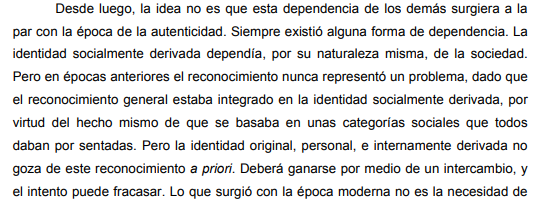 Desde luego, la idea no es que esta dependencia de los demás surgiera a la
par con la época de la autenticidad. Siempre existió alguna forma de dependencia. La
identidad socialmente derivada dependía, por su naturaleza misma, de la sociedad.
Pero en épocas anteriores el reconocimiento nunca representó un problema, dado que
el reconocimiento general estaba integrado en la identidad socialmente derivada, por
virtud del hecho mismo de que se basaba en unas categorías sociales que todos
daban por sentadas. Pero la identidad original, personal, e internamente derivada no
goza de este reconocimiento a priori. Deberá ganarse por medio de un intercambio, y
el intento puede fracasar. Lo que surgió con la época moderna no es la necesidad de